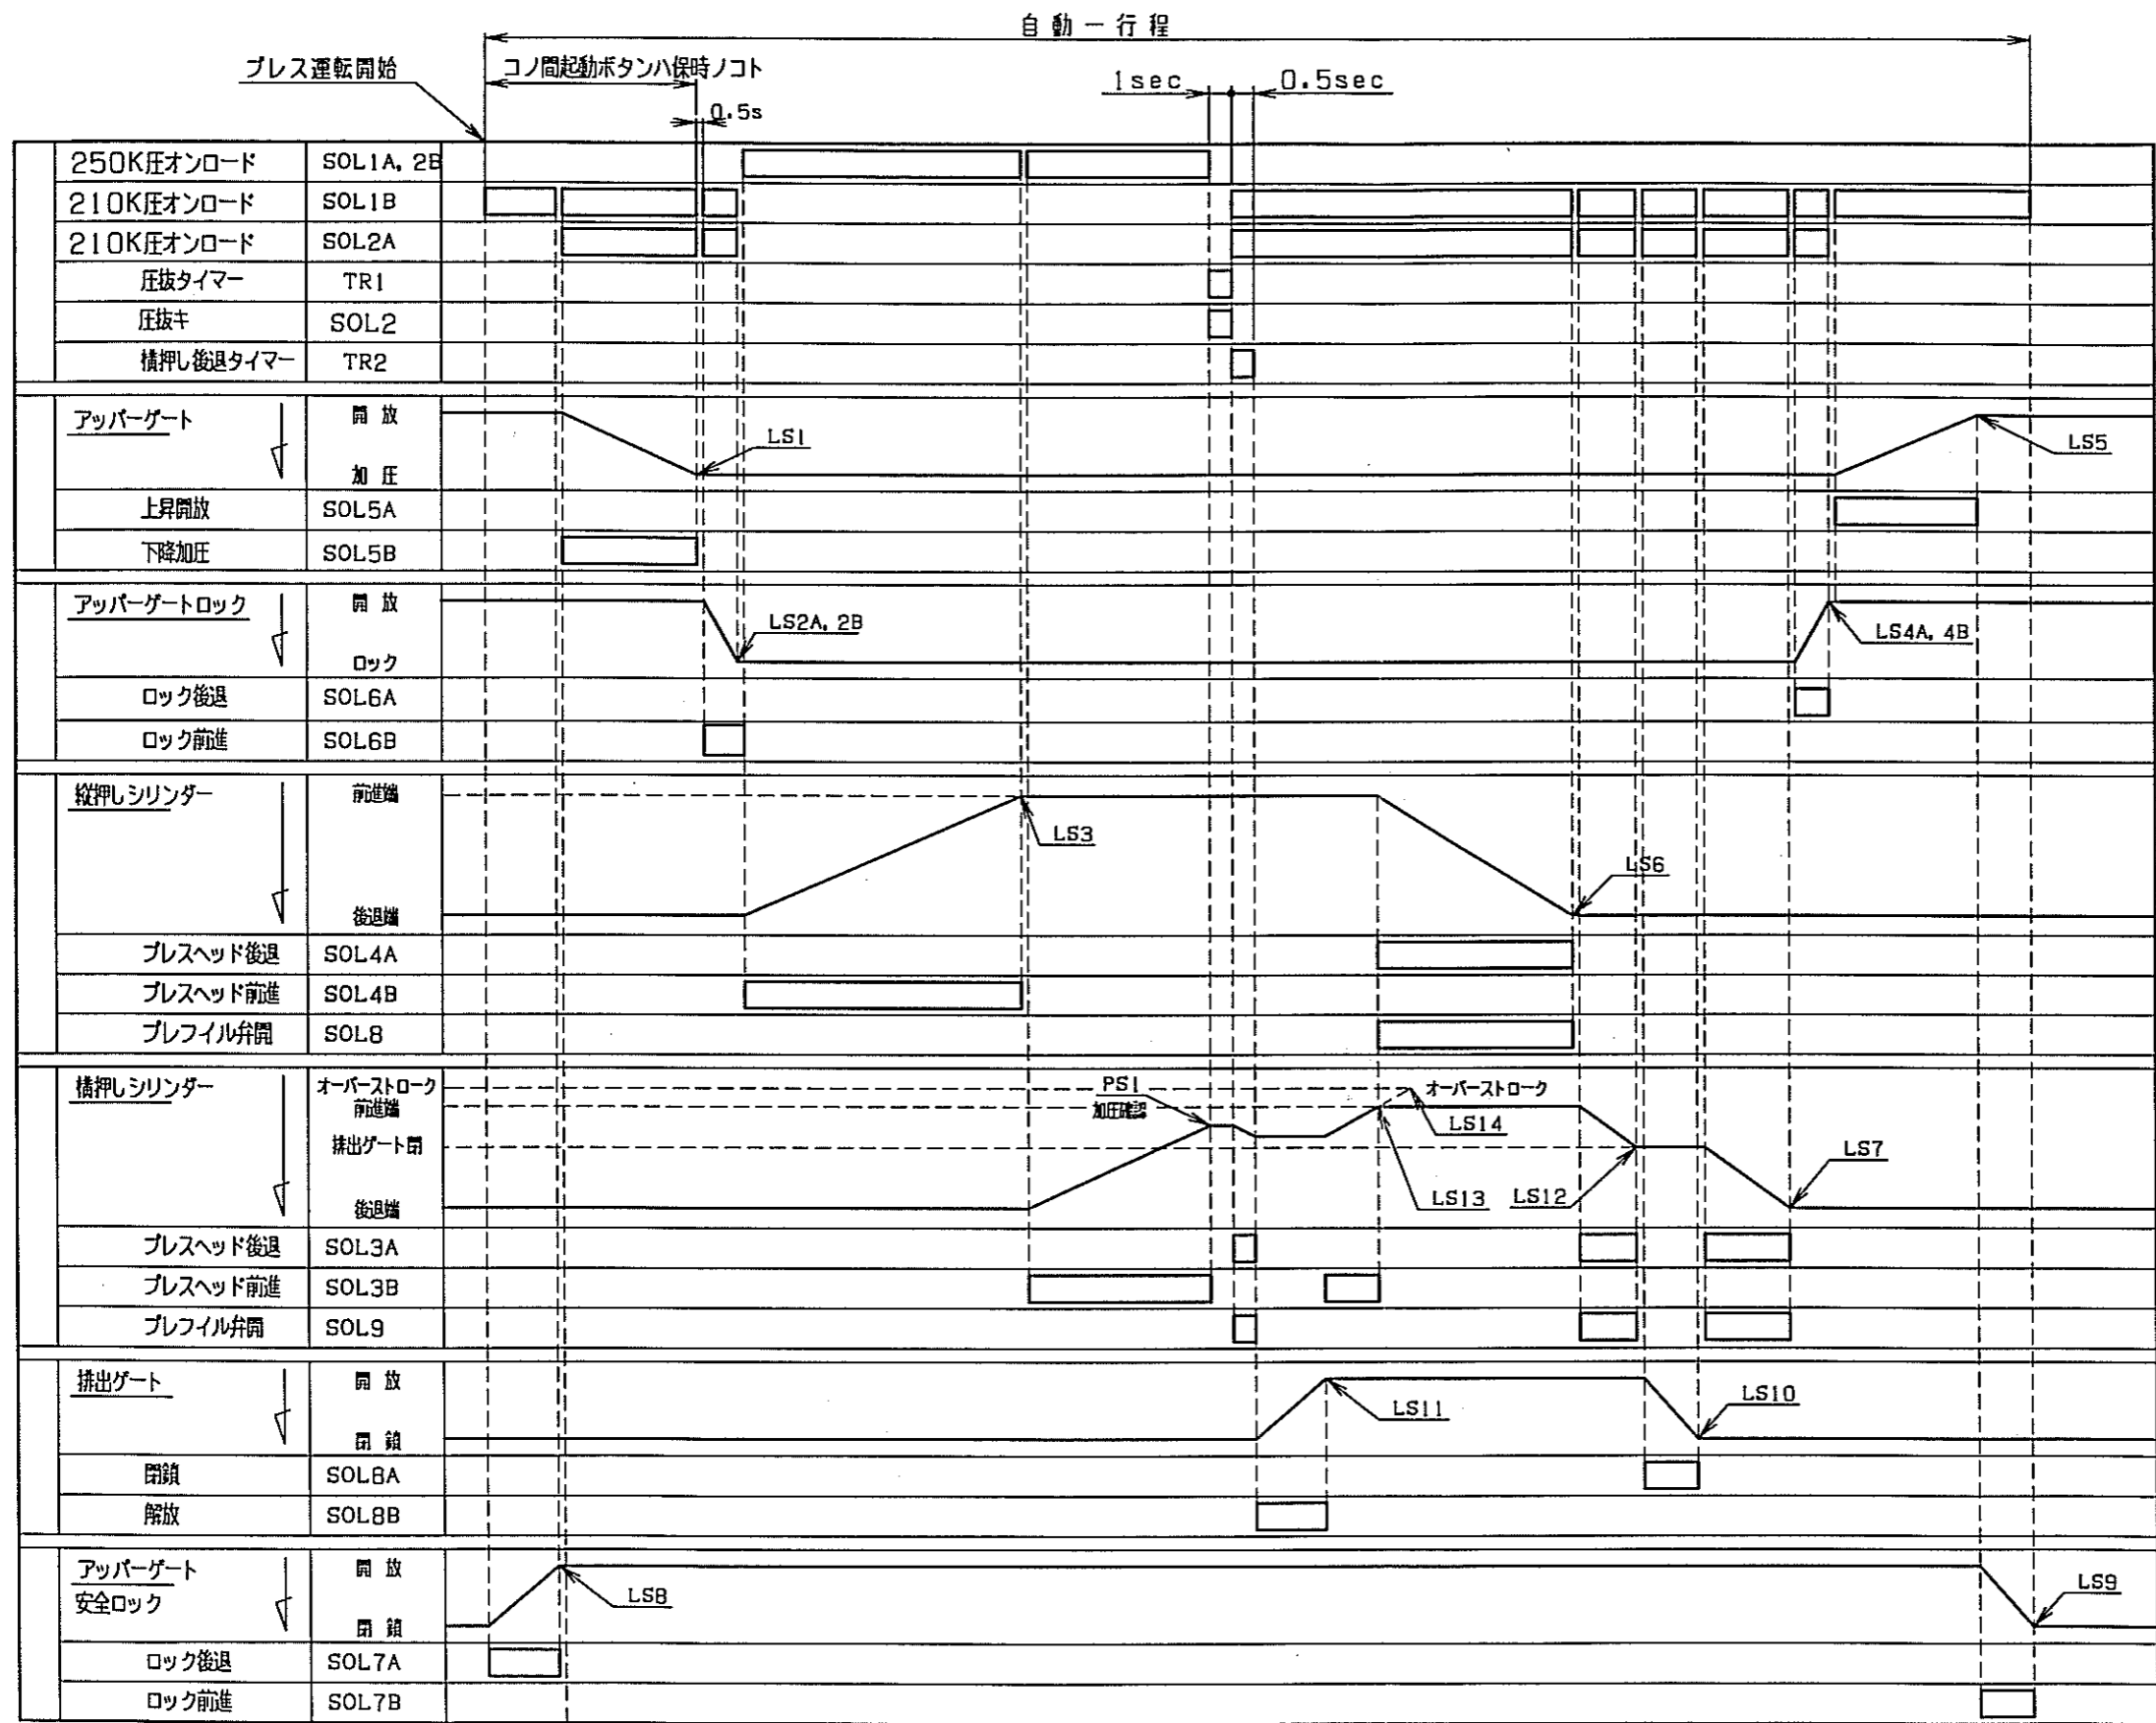 自動一行程
プレス運転開始
コノ間起動ボタンハ保時ノコト
1sec
0.5sec
0.5s
250K圧オンロード SOL1A, 2B
210K圧オンロード SOL1B
210K圧オンロード SOL2A
圧抜タイマー TR1
圧抜キ SOL2
横押し後退タイマー TR2
アッパーゲート 開放
LS1
LS5
加圧
上昇開放 SOL5A
下降加圧 SOL5B
アッパーゲートロック 開放
LS2A, 2B
LS4A, 4B
ロック
ロック後退 SOL6A
ロック前進 SOL6B
縦押しシリンダー 前進端
LS3
LS6
後退端
プレスヘッド後退 SOL4A
プレスヘッド前進 SOL4B
プレフイル弁開 SOL8
横押しシリンダー オーバーストローク
PS1
オーバーストローク
前進端
加圧確認
LS14
排出ゲート閉
LS7
LS13
LS12
後退端
プレスヘッド後退 SOL3A
プレスヘッド前進 SOL3B
プレフイル弁開 SOL9
排出ゲート 開放
LS11
LS10
閉鎖
閉鎖 SOL8A
解放 SOL8B
アッパーゲート 開放
安全ロック
LS8
LS9
閉鎖
ロック後退 SOL7A
ロック前進 SOL7B